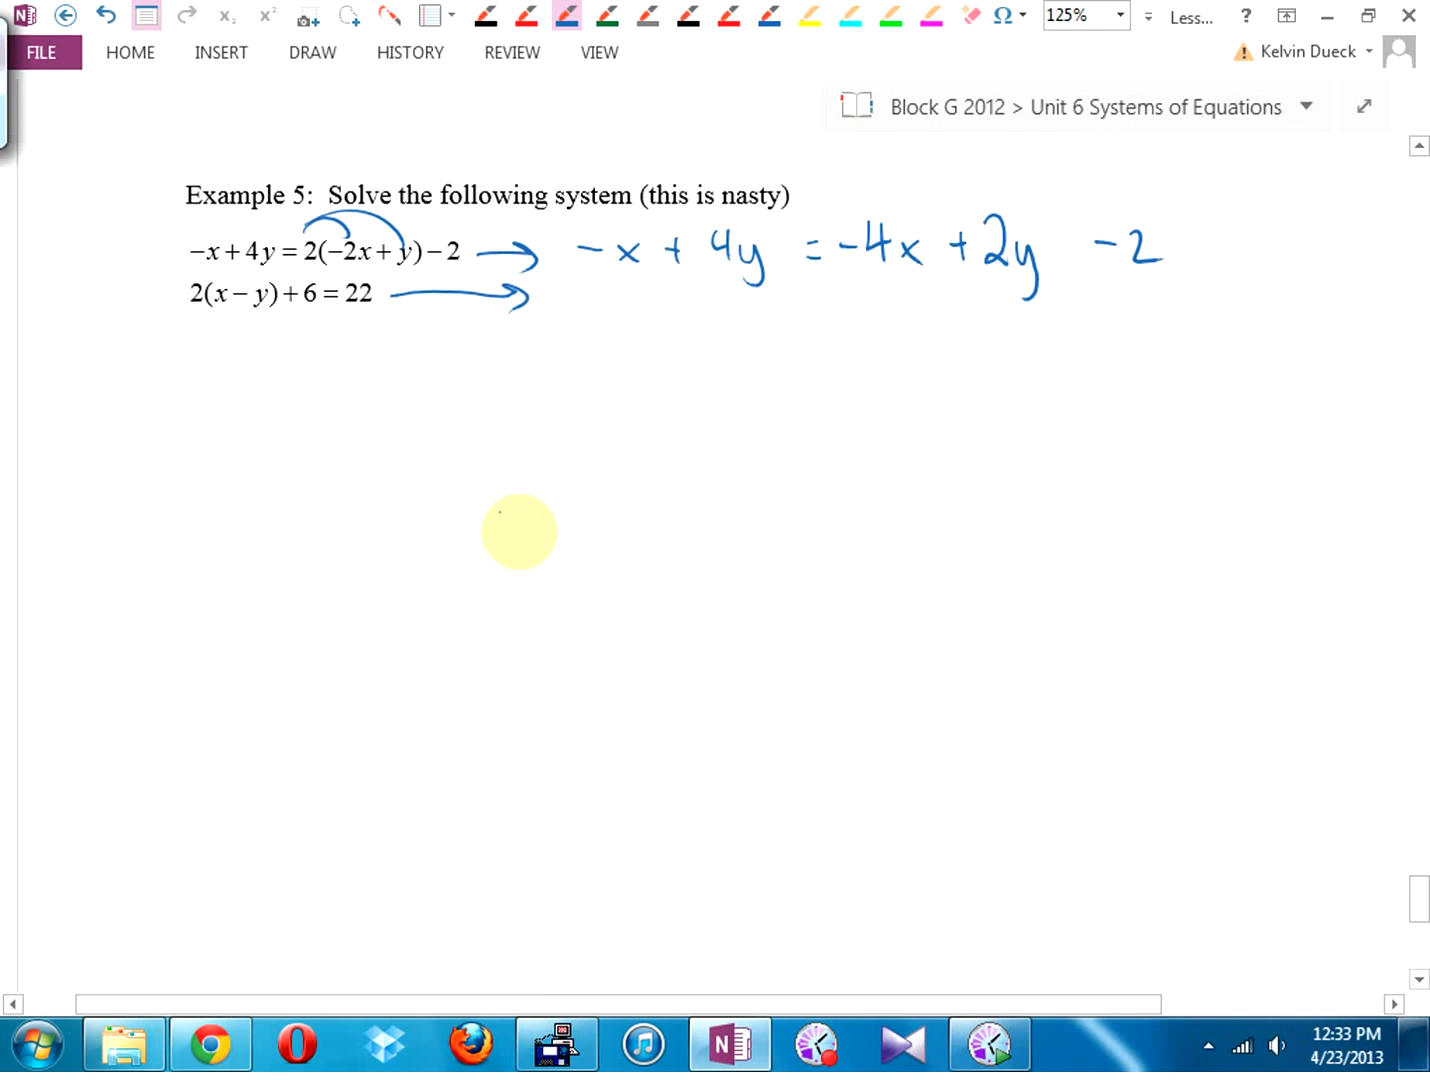 x₂ x² Ω 125% Less... ?
FILE HOME INSERT DRAW HISTORY REVIEW VIEW Kelvin Dueck
Block G 2012 > Unit 6 Systems of Equations
Example 5: Solve the following system (this is nasty)
−x + 4y = 2(−2x + y) − 2 → −x + 4y = −4x + 2y −2
2(x − y) + 6 = 22 →
12:33 PM
4/23/2013